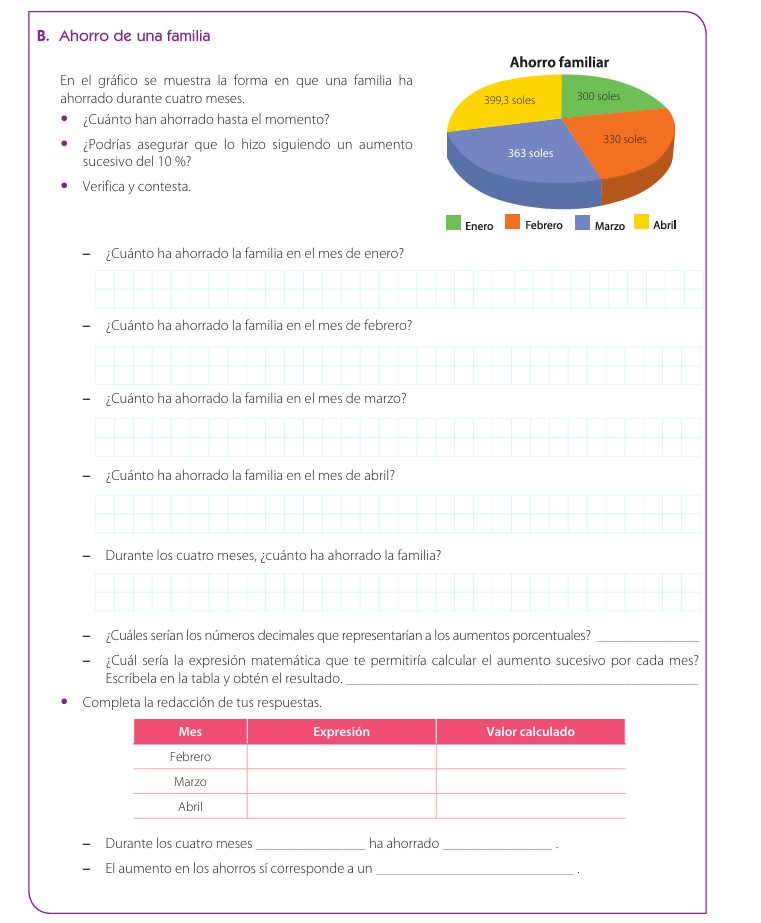 B. Ahorro de una familia
En el gráfico se muestra la forma en que una familia ha
ahorrado durante cuatro meses.
• ¿Cuánto han ahorrado hasta el momento?
• ¿Podrías asegurar que lo hizo siguiendo un aumento
sucesivo del 10 %?
• Verifica y contesta.
Ahorro familiar
399,3 soles
300 soles
363 soles
330 soles
Enero Febrero Marzo Abril
– ¿Cuánto ha ahorrado la familia en el mes de enero?
– ¿Cuánto ha ahorrado la familia en el mes de febrero?
– ¿Cuánto ha ahorrado la familia en el mes de marzo?
– ¿Cuánto ha ahorrado la familia en el mes de abril?
– Durante los cuatro meses, ¿cuánto ha ahorrado la familia?
– ¿Cuáles serían los números decimales que representarían a los aumentos porcentuales? _______________
– ¿Cuál sería la expresión matemática que te permitiría calcular el aumento sucesivo por cada mes?
Escríbela en la tabla y obtén el resultado. _______________
• Completa la redacción de tus respuestas.
Mes Expresión Valor calculado
Febrero
Marzo
Abril
– Durante los cuatro meses _______________ ha ahorrado _______________ .
– El aumento en los ahorros sí corresponde a un _______________ .